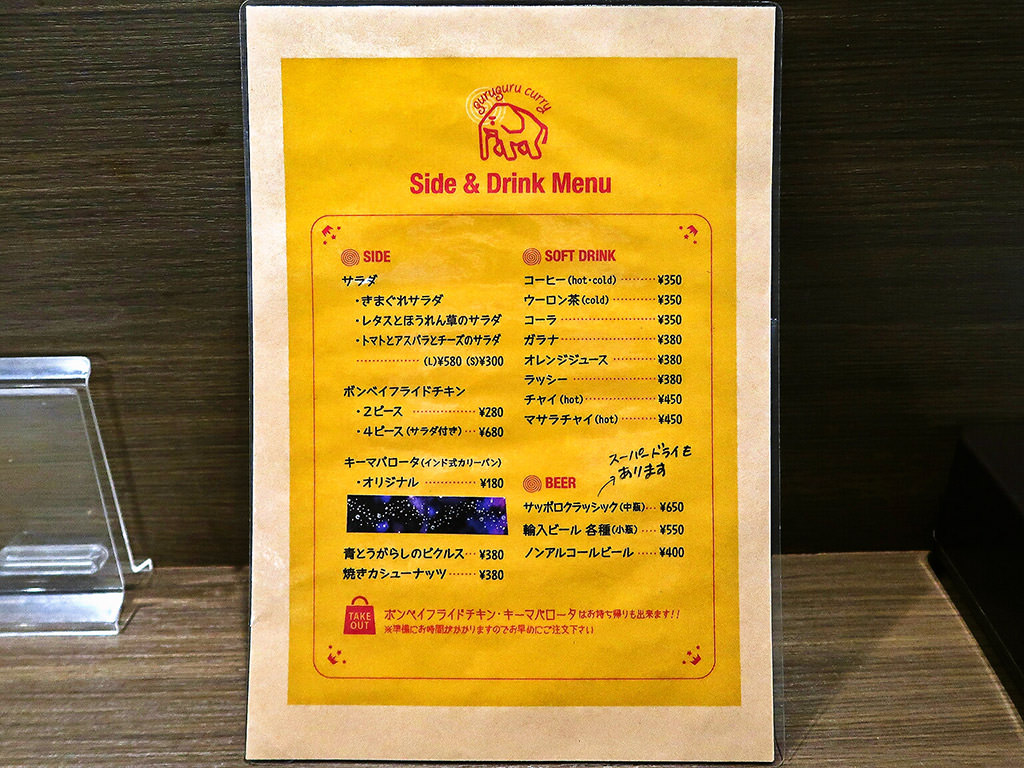 guruguru curry
Side & Drink Menu
SIDE
サラダ
・きまぐれサラダ
・レタスとほうれん草のサラダ
・トマトとアスパラとチーズのサラダ
(L)¥580 (S)¥300
ボンベイフライドチキン
・2ピース ¥280
・4ピース(サラダ付き) ¥680
キーマパロータ(インド式カリーパン)
・オリジナル ¥180
青とうがらしのピクルス ¥380
焼きカシューナッツ ¥380
SOFT DRINK
コーヒー(hot・cold) ¥350
ウーロン茶(cold) ¥350
コーラ ¥350
ガラナ ¥380
オレンジジュース ¥380
ラッシー ¥380
チャイ(hot) ¥450
マサラチャイ(hot) ¥450
スーパードライも
あります
BEER
サッポロクラッシック(中瓶) ¥650
輸入ビール 各種(小瓶) ¥550
ノンアルコールビール ¥400
TAKE
OUT
ボンベイフライドチキン・キーマパロータはお持ち帰りも出来ます!!
※準備にお時間がかかりますのでお早めにご注文下さい